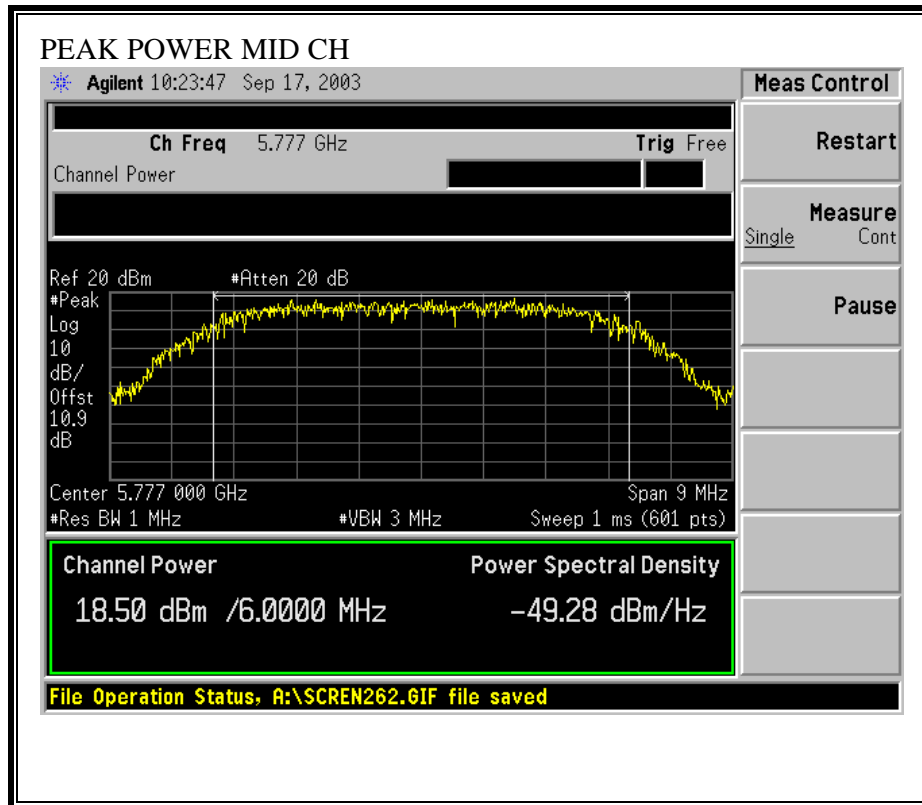 PEAK POWER MID CH
Agilent 10:23:47 Sep 17, 2003
Meas Control
Ch Freq 5.777 GHz Trig Free
Channel Power
Restart
Measure
Single Cont
Pause
Ref 20 dBm #Atten 20 dB
#Peak
Log
10
dB/
Offst
10.9
dB
Center 5.777 000 GHz Span 9 MHz
#Res BW 1 MHz #VBW 3 MHz Sweep 1 ms (601 pts)
Channel Power Power Spectral Density
18.50 dBm /6.0000 MHz -49.28 dBm/Hz
File Operation Status, A:\SCREN262.GIF file saved